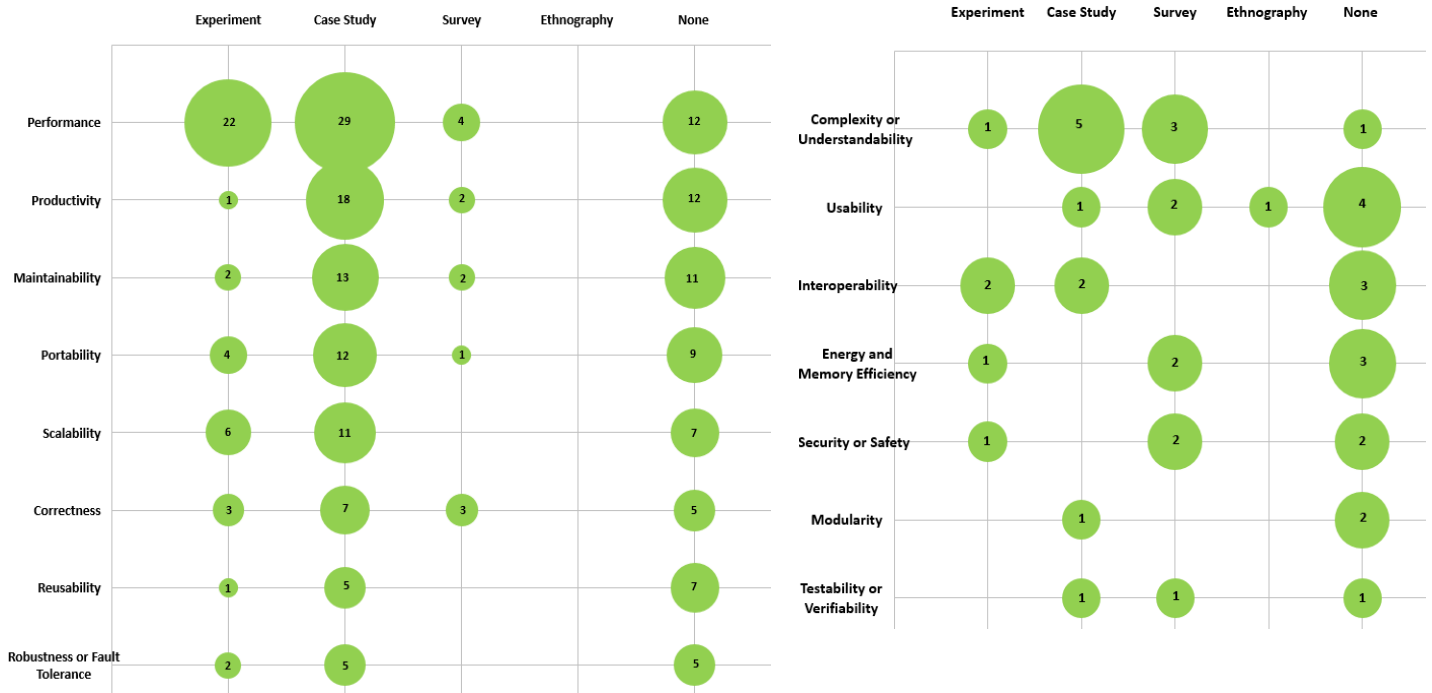 Experiment Case Study Survey Ethnography None
Performance 22 29 4 12
Productivity 1 18 2 12
Maintainability 2 13 2 11
Portability 4 12 1 9
Scalability 6 11 7
Correctness 3 7 3 5
Reusability 1 5 7
Robustness or Fault
Tolerance 2 5 5
Experiment Case Study Survey Ethnography None
Complexity or
Understandability 1 5 3 1
Usability 1 2 1 4
Interoperability 2 2 3
Energy and
Memory Efficiency 1 2 3
Security or Safety 1 2 2
Modularity 1 2
Testability or
Verifiability 1 1 1